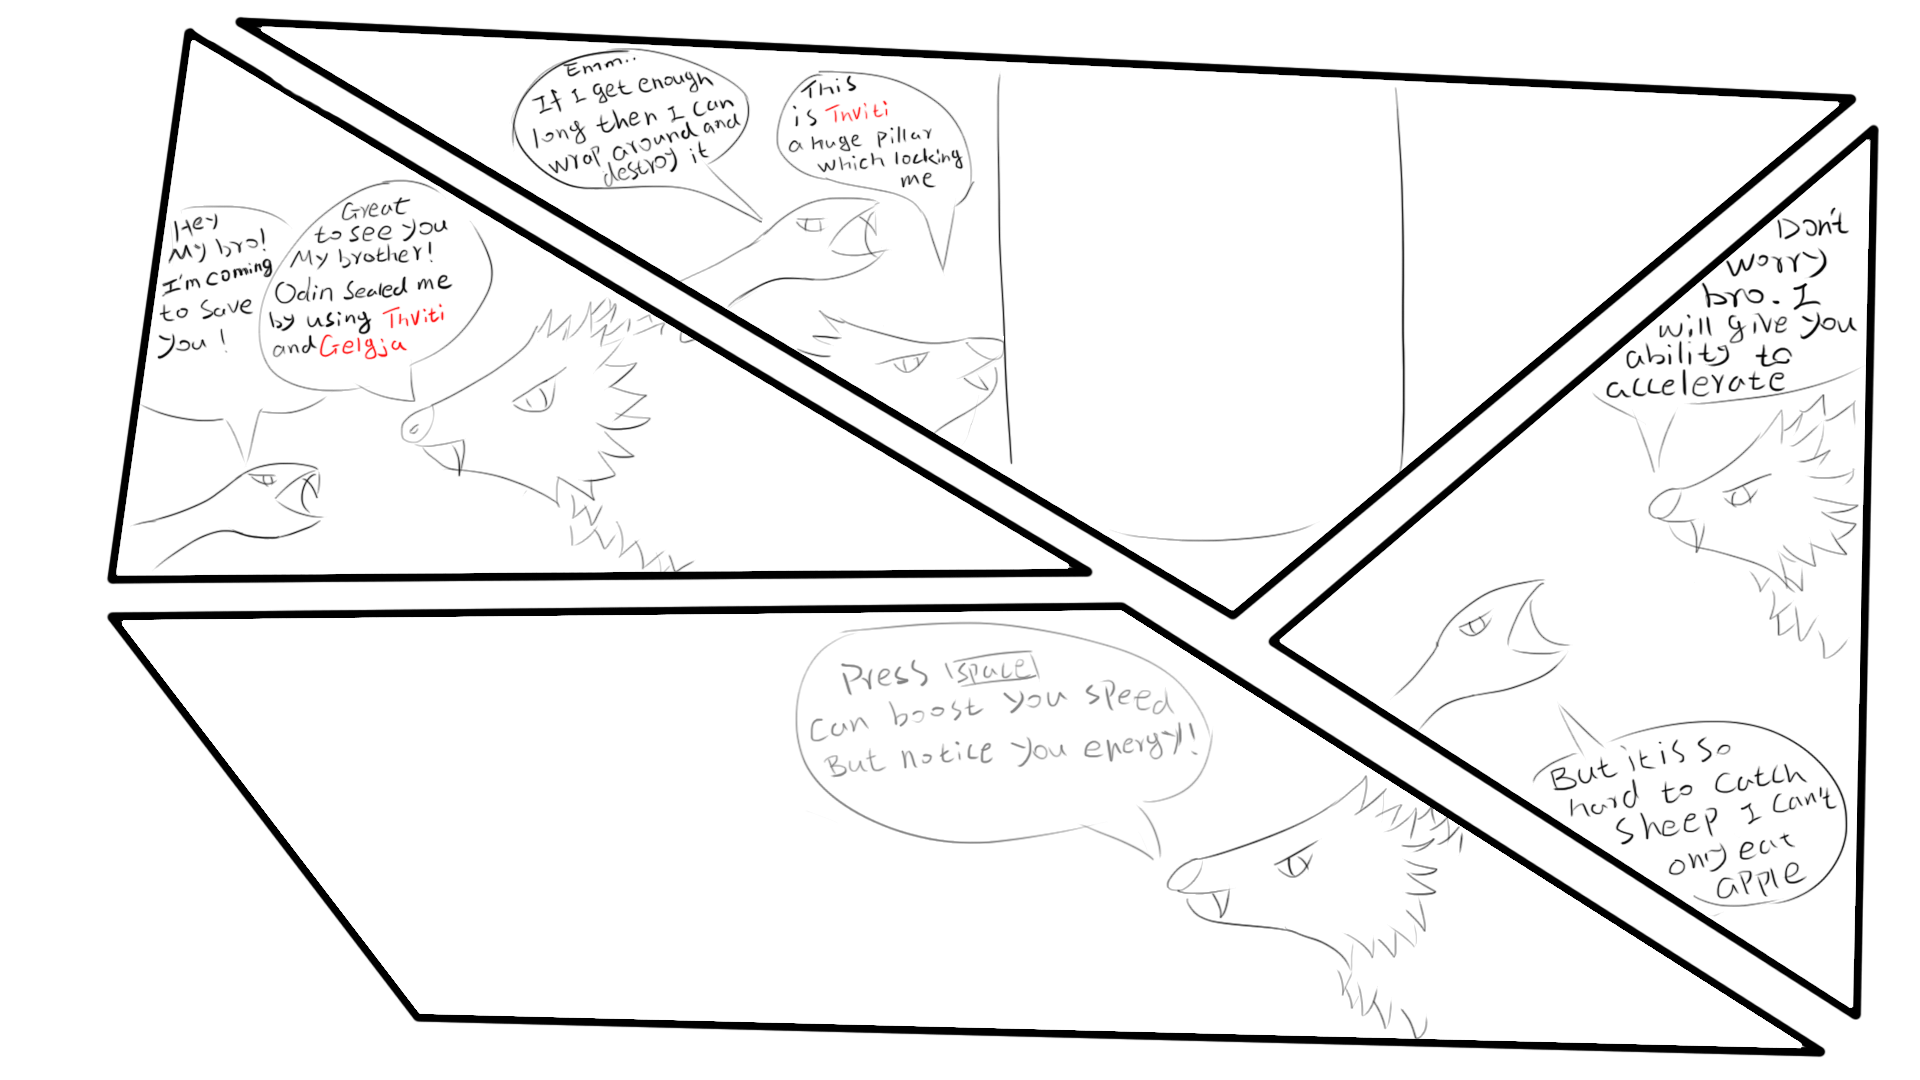 Hey
My bro!
I'm coming
to save
you!
Great
to see you
My brother!
Odin sealed me
by using Thviti
and Gelgja
Emm..
If I get enough
long then I can
wrap around and
destroy it
This
is Thviti
a huge pillar
which locking
me
Don't
worry
bro. I
will give you
ability to
accelerate
But it is so
hard to catch
sheep I can't
only eat
apple
Press space
can boost you speed
But notice you energy!